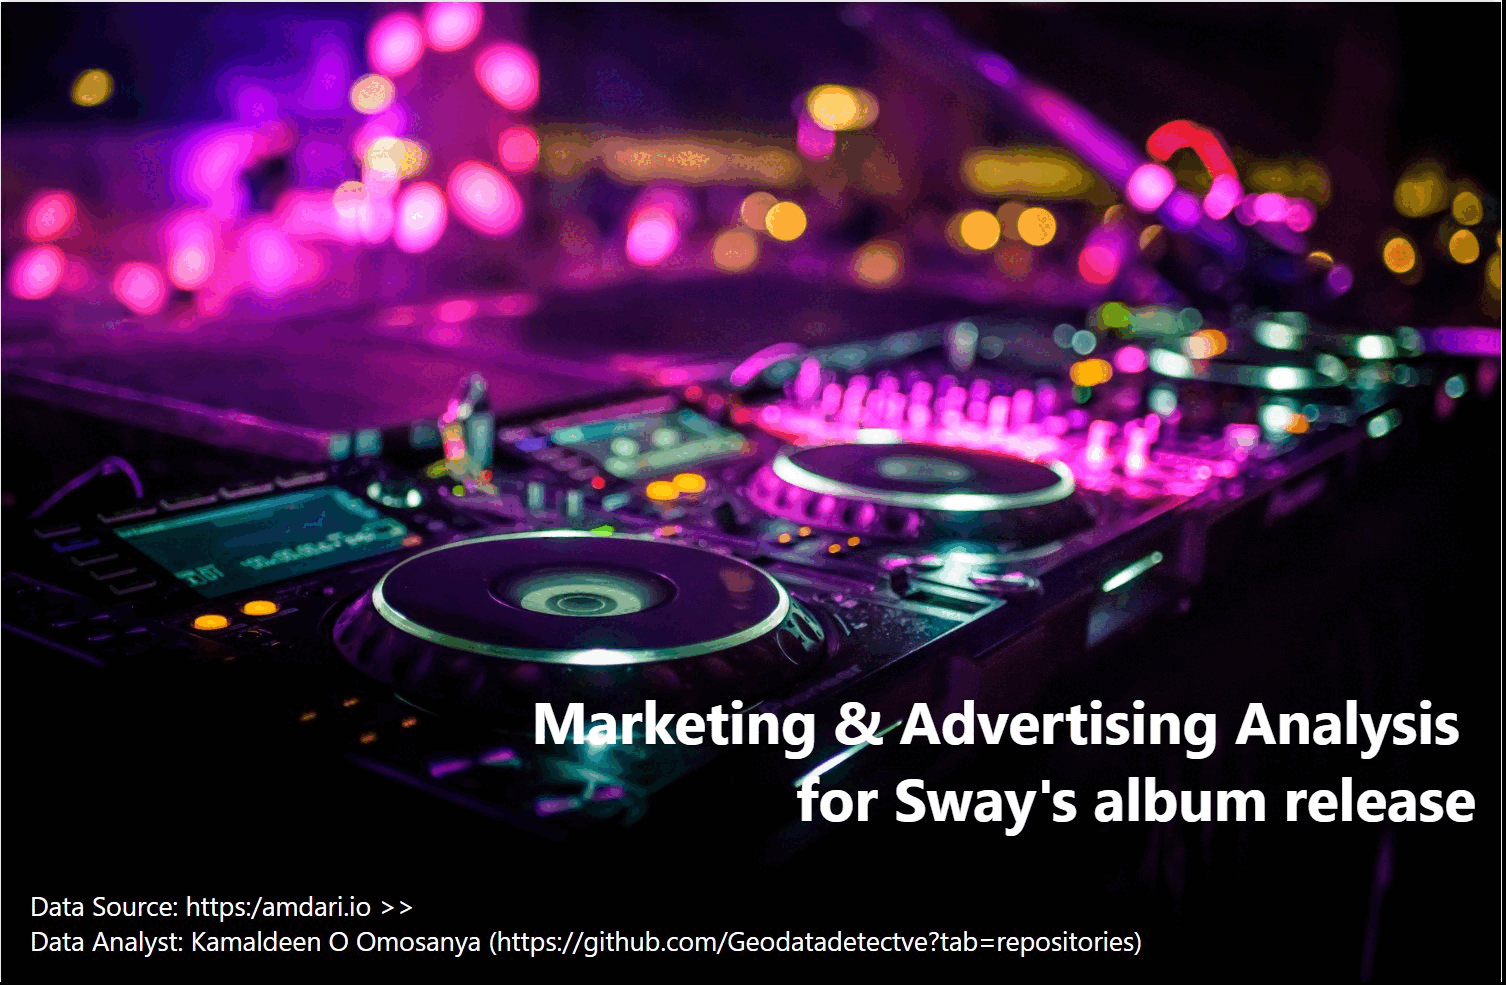 Marketing & Advertising Analysis
for Sway's album release
Data Source: https:/amdari.io >>
Data Analyst: Kamaldeen O Omosanya (https://github.com/Geodatadetectve?tab=repositories)